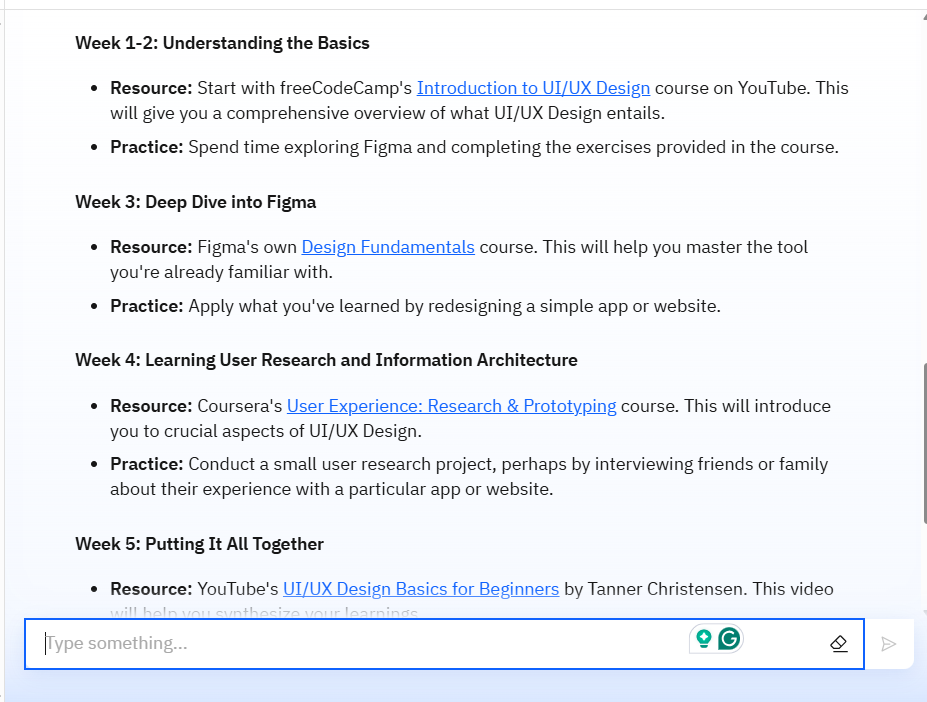 Week 1-2: Understanding the Basics
Resource: Start with freeCodeCamp's Introduction to UI/UX Design course on YouTube. This
will give you a comprehensive overview of what UI/UX Design entails.
Practice: Spend time exploring Figma and completing the exercises provided in the course.
Week 3: Deep Dive into Figma
Resource: Figma's own Design Fundamentals course. This will help you master the tool
you're already familiar with.
Practice: Apply what you've learned by redesigning a simple app or website.
Week 4: Learning User Research and Information Architecture
Resource: Coursera's User Experience: Research & Prototyping course. This will introduce
you to crucial aspects of UI/UX Design.
Practice: Conduct a small user research project, perhaps by interviewing friends or family
about their experience with a particular app or website.
Week 5: Putting It All Together
Resource: YouTube's UI/UX Design Basics for Beginners by Tanner Christensen. This video
will help you synthesize your learnings.
Type something...